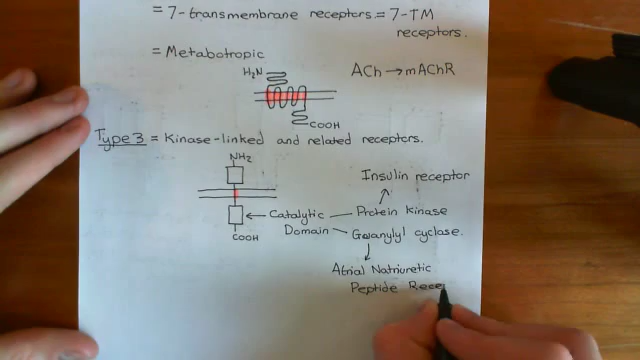 = 7-transmembrane receptors. = 7-TM
receptors.
= Metabotropic
H₂N
ACh → mAChR
COOH
Type 3 = Kinase-linked and related receptors.
NH₂
Insulin receptor
Catalytic
Domain
Protein Kinase
Guanylyl cyclase.
COOH
Atrial Natriuretic
Peptide Rece